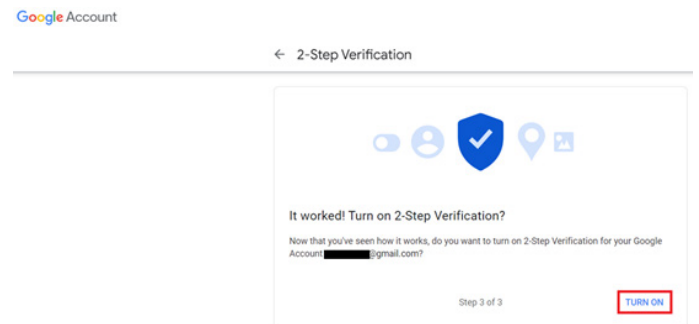 Google Account
← 2-Step Verification
It worked! Turn on 2-Step Verification?
Now that you've seen how it works, do you want to turn on 2-Step Verification for your Google
Account @gmail.com?
Step 3 of 3
TURN ON